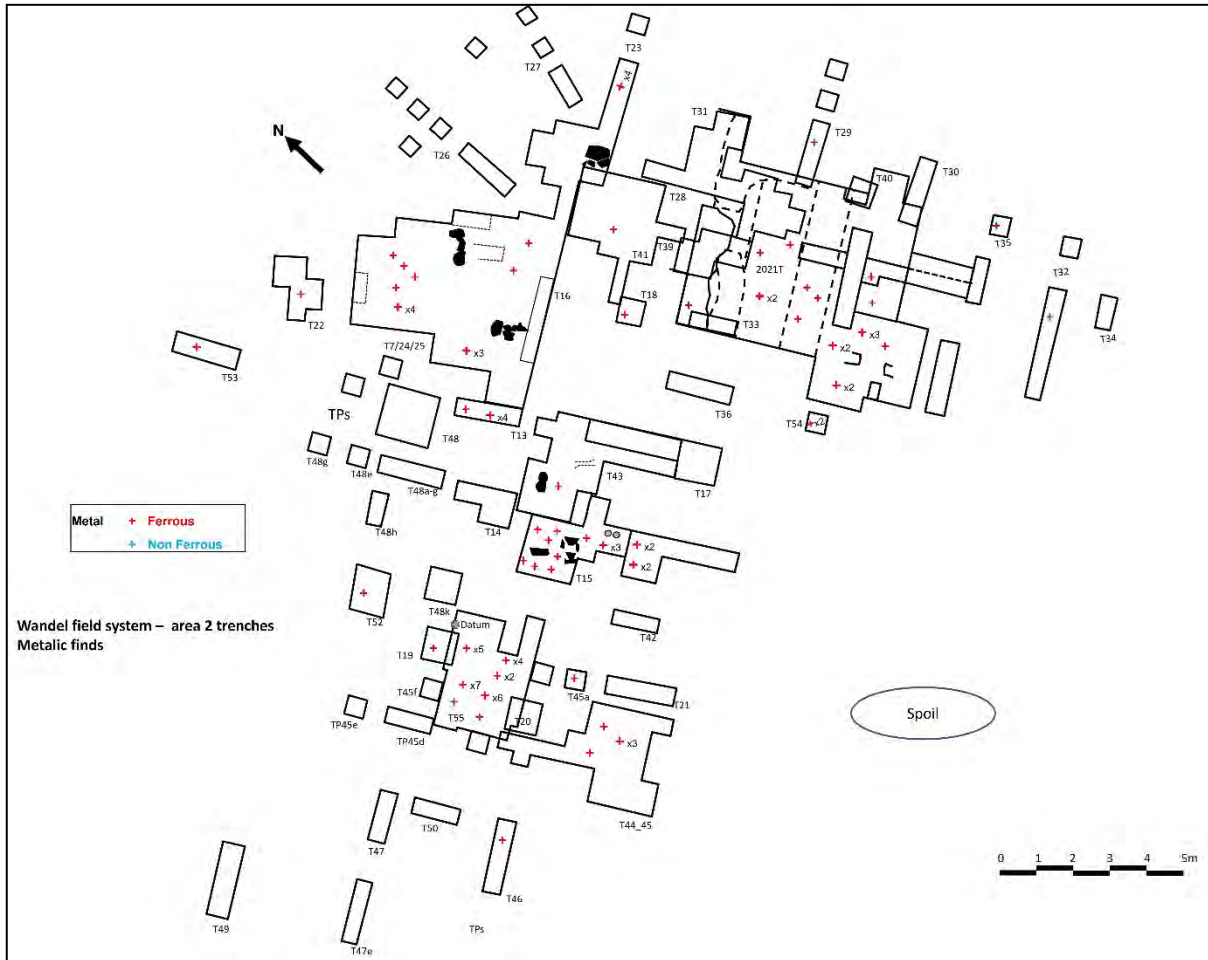 T23
T27
x4
T31
T29
T26
N
T40
T30
T28
T35
T39
T41
T32
2021T
T16
T18
x2
T22
x4
T33
T34
x3
T7/24/25
x3
x2
T53
x2
T36
TPs
x4
T54
x2
T48
T13
T48g
T48e
T43
T17
T48a-g
Metal
Ferrous
Non Ferrous
T48h
T14
x3
x2
x2
T15
T48k
T52
Wandel field system – area 2 trenches
Metalic finds
Datum
T42
T19
x5
x4
x2
T45f
x7
x6
T45a
T21
TP45e
T55
T20
Spoil
TP45d
x3
T50
T44_45
T47
0 1 2 3 4 5m
T46
T49
TPs
T47e